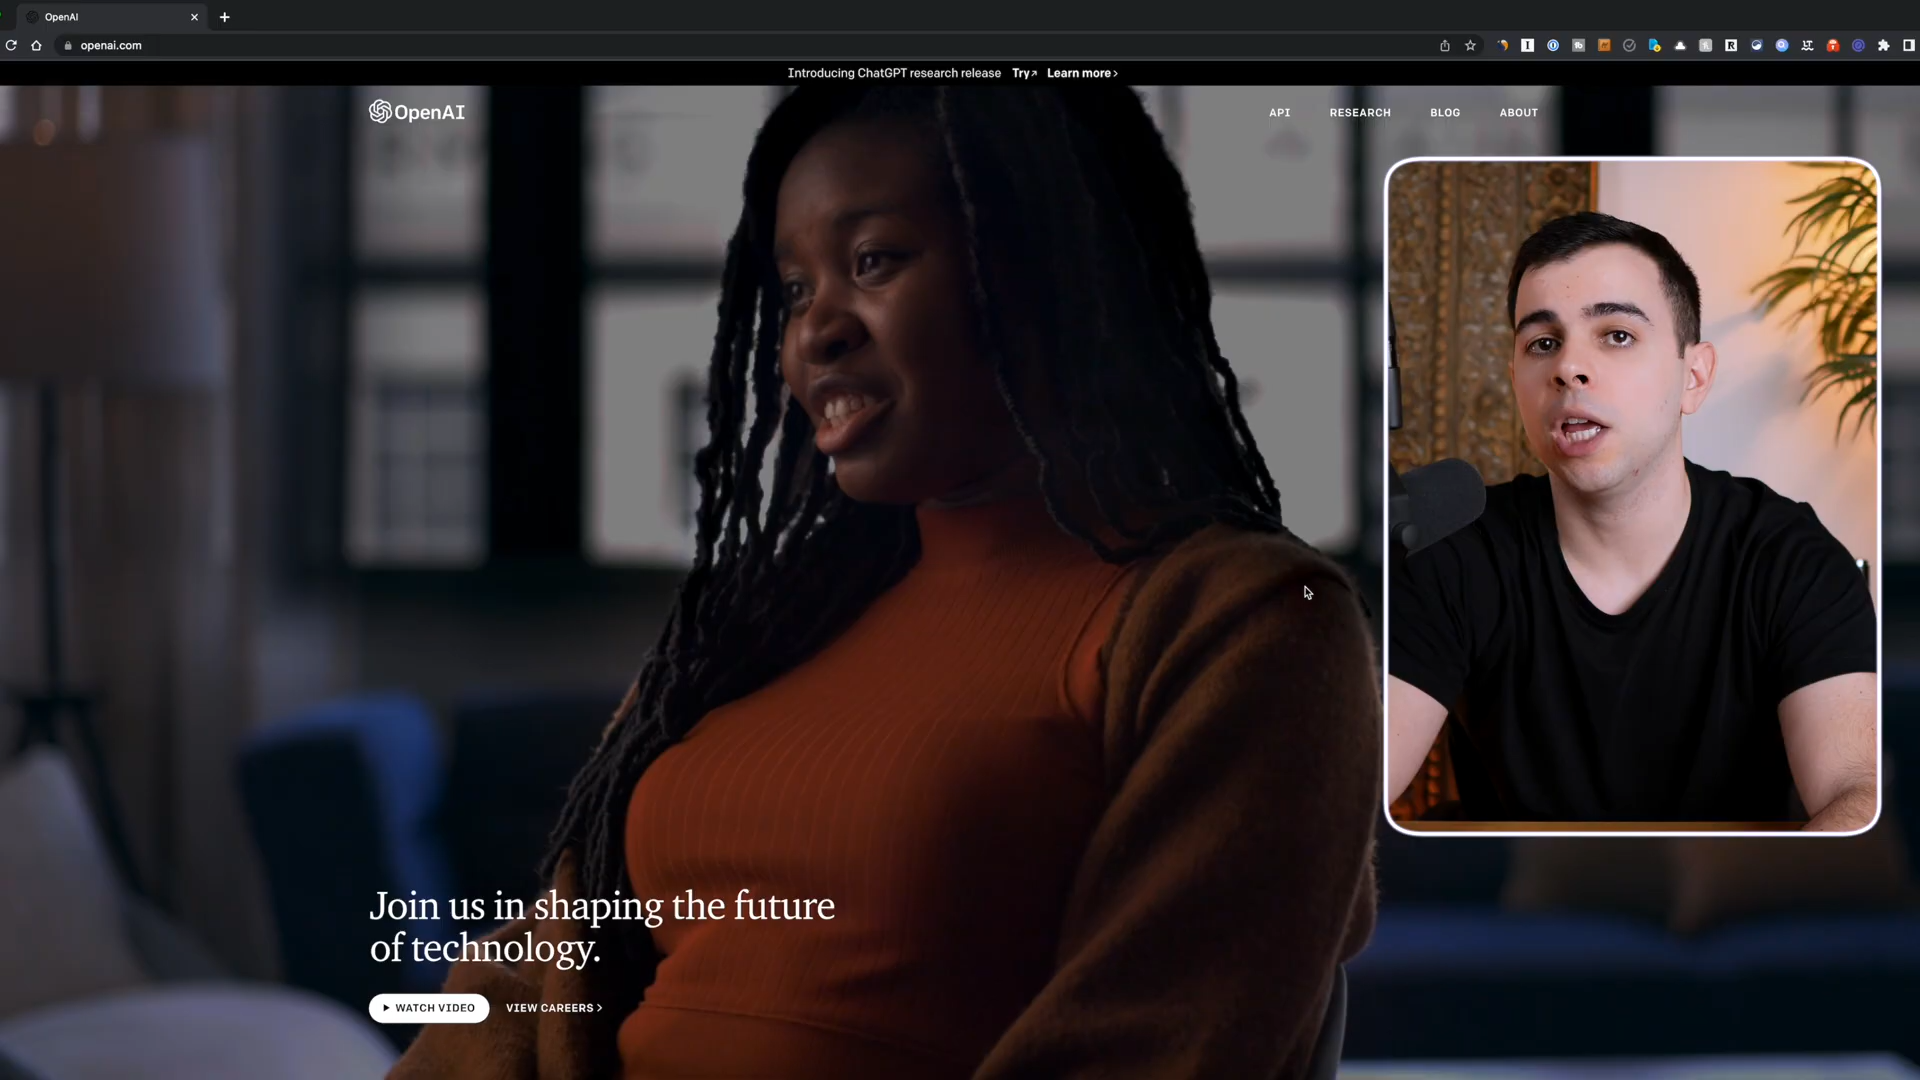 OpenAI
openai.com
Introducing ChatGPT research release Try↗ Learn more ›
OpenAI
API RESEARCH BLOG ABOUT
Join us in shaping the future
of technology.
WATCH VIDEO VIEW CAREERS ›